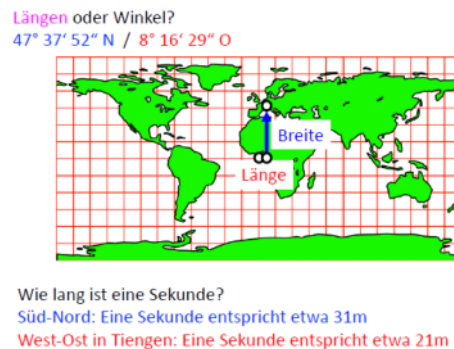 Längen oder Winkel?
47° 37‘ 52“ N / 8° 16‘ 29“ O
Breite
Länge
Wie lang ist eine Sekunde?
Süd-Nord: Eine Sekunde entspricht etwa 31m
West-Ost in Tiengen: Eine Sekunde entspricht etwa 21m